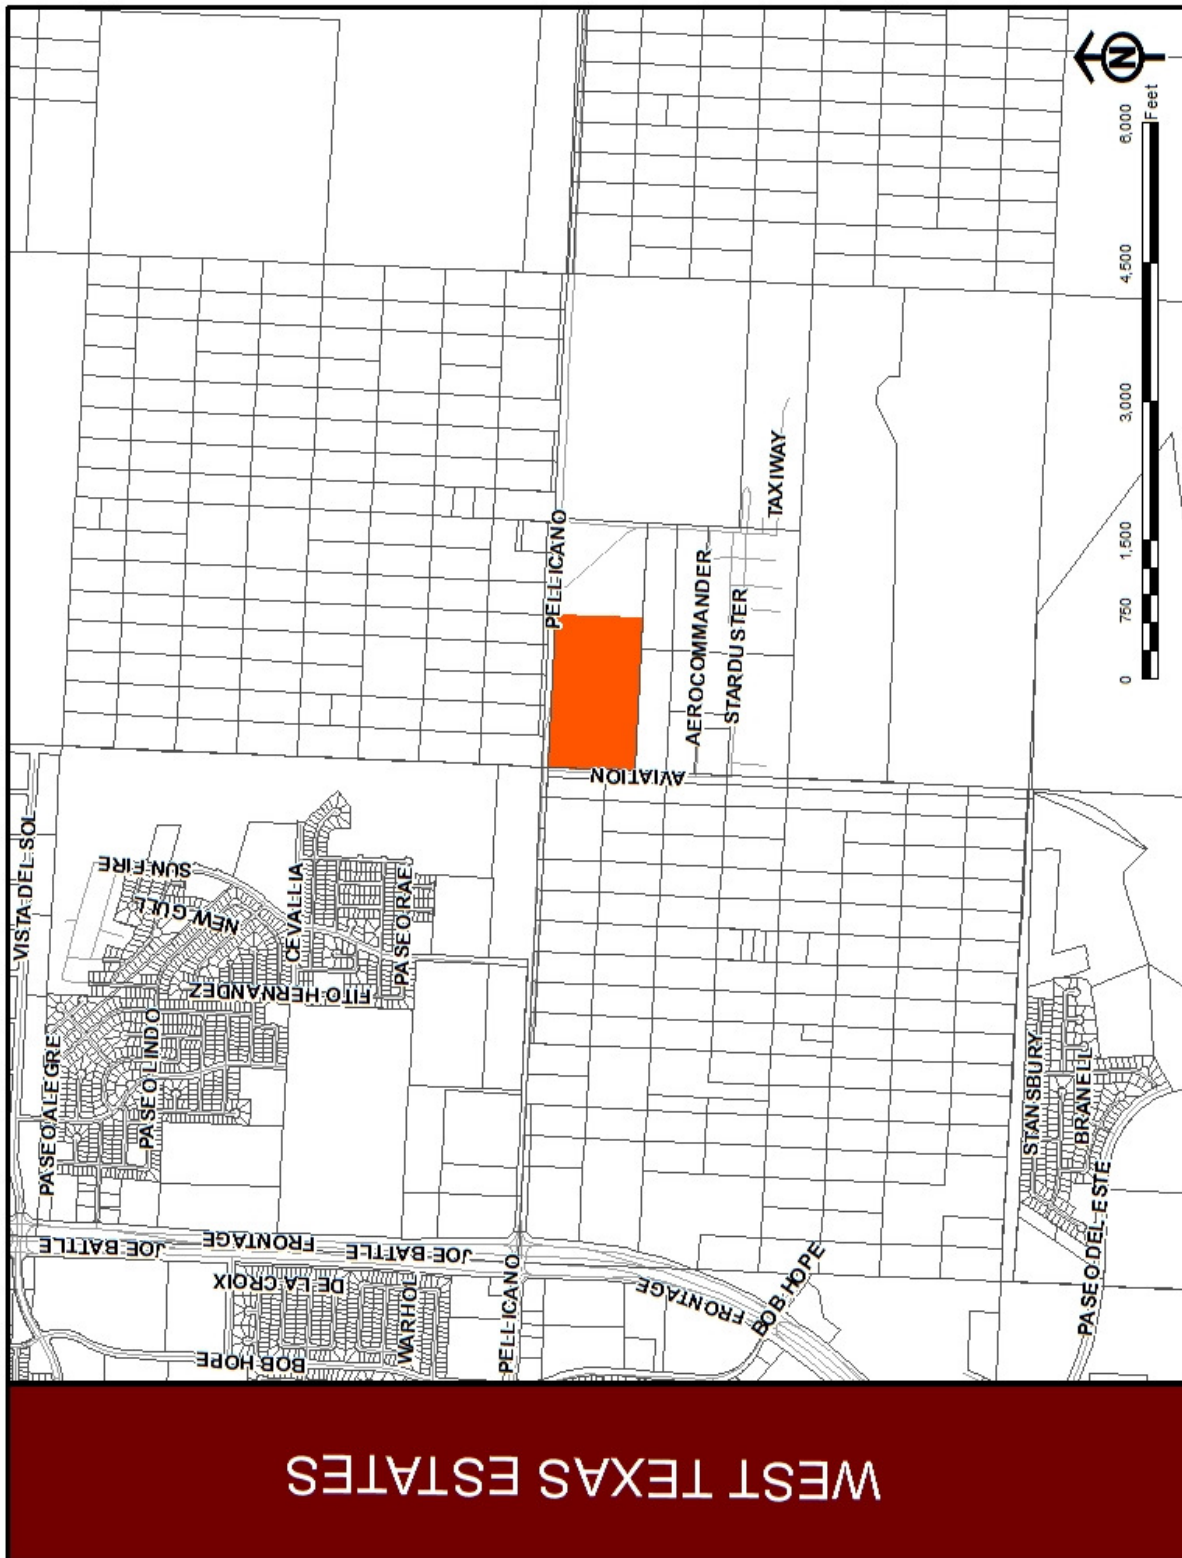 WEST TEXAS ESTATES
VISTA DEL SOL
PASEO ALEGRE
PASEO LINDO
SUN FIRE
NEW GULL
FITO HERNANDEZ
CEVALLIA
PASEO RAE
JOE BATTLE
FRONTAGE
JOE BATTLE
DE LA CROIX
WARHOL
BOB HOPE
PELLICANO
PELLICANO
AVIATION
AEROCOMMANDER
STARDUSTER
TAXIWAY
FRONTAGE
BOB HOPE
STANSBURY
BRANELL
PASEO DEL ESTE
N
0 750 1,500 3,000 4,500 6,000
Feet